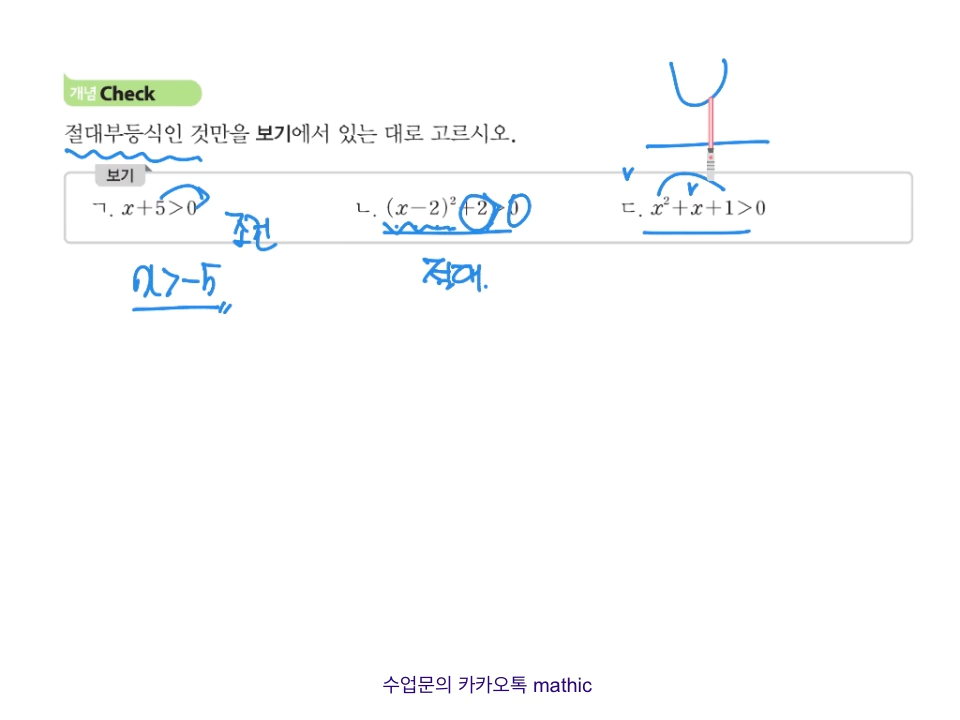 개념 Check
절대부등식인 것만을 보기에서 있는 대로 고르시오.
보기
ㄱ. x+5>0
ㄴ. (x-2)²+2>0
ㄷ. x²+x+1>0
조건
절대.
x>-5
수업문의 카카오톡 mathic